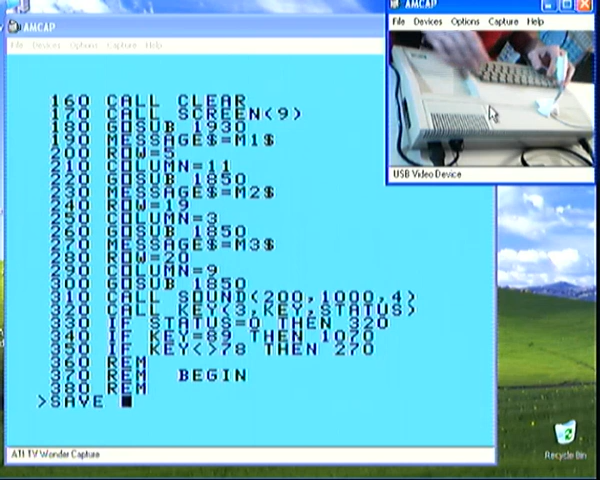 AMCAP
File Devices Options Capture Help
AMCAP
File Devices Options Capture Help
USB Video Device
160 CALL CLEAR
170 CALL SCREEN(9)
180 GOSUB 1930
190 MESSAGE$=M1$
200 ROW=5
210 COLUMN=11
220 GOSUB 1850
230 MESSAGE$=M2$
240 ROW=19
250 COLUMN=3
260 GOSUB 1850
270 MESSAGE$=M3$
280 ROW=20
290 COLUMN=9
300 GOSUB 1850
310 CALL SOUND(200,1000,4)
320 CALL KEY(3,KEY,STATUS)
330 IF STATUS=0 THEN 320
340 IF KEY=89 THEN 1070
350 IF KEY<>78 THEN 270
360 REM
370 REM BEGIN
380 REM
>SAVE
ATI TV Wonder Capture
Recycle Bin